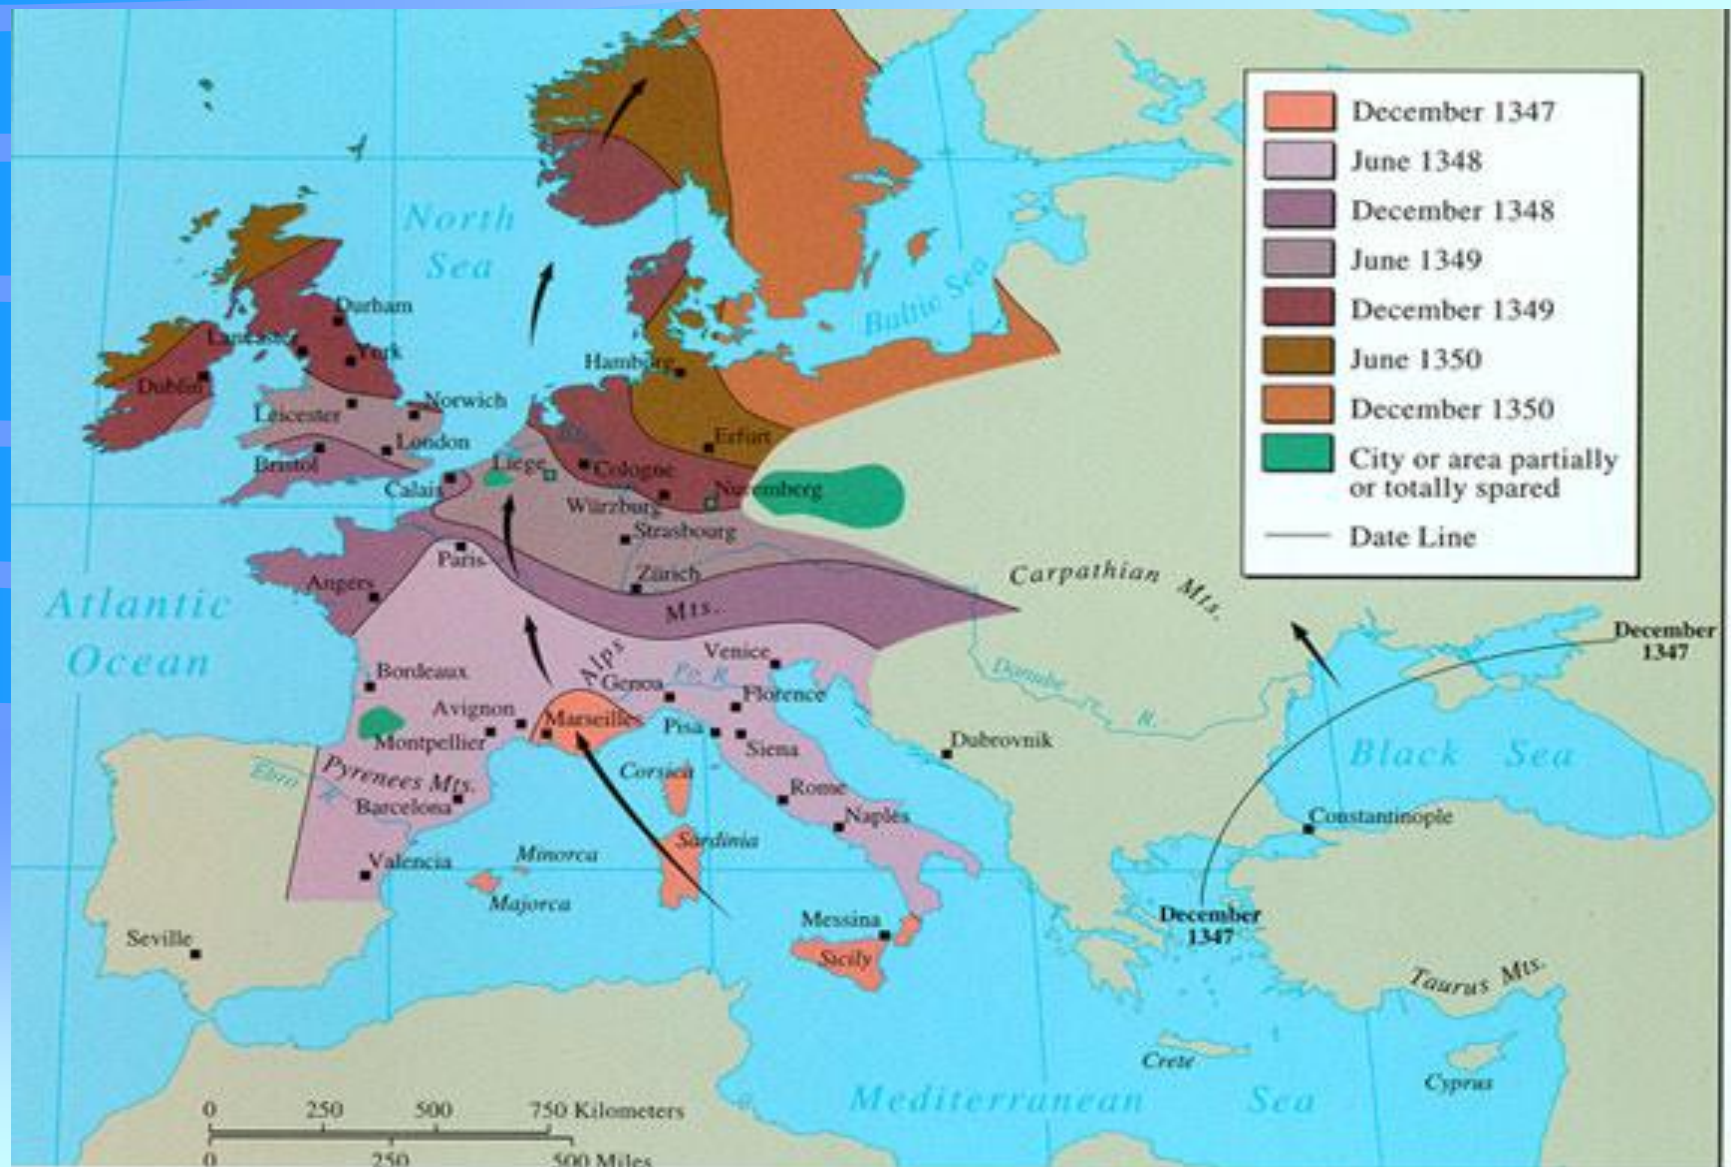 December 1347
June 1348
December 1348
June 1349
December 1349
June 1350
December 1350
City or area partially
or totally spared
Date Line
North
Sea
Baltic Sea
Durham
Lancaster
York
Dublin
Hamborg
Leicester
Norwich
London
Bristol
Calais
Liege
Cologne
Erfurt
Nuremberg
Würzburg
Strasbourg
Paris
Zürich
Angers
Mts.
Carpathian Mts.
Atlantic
Ocean
Alps
Venice
Po R.
Genoa
Florence
Danube R.
December
1347
Bordeaux
Avignon
Marseilles
Montpellier
Pisa
Siena
Dubrovnik
Black Sea
Ebro R.
Pyrenees Mts.
Barcelona
Corsica
Rome
Naples
Constantinople
Valencia
Minorca
Majorca
Sardinia
Messina
Sicily
December
1347
Seville
Taurus Mts.
Crete
Cyprus
Mediterranean Sea
0 250 500 750 Kilometers
0 250 500 Miles